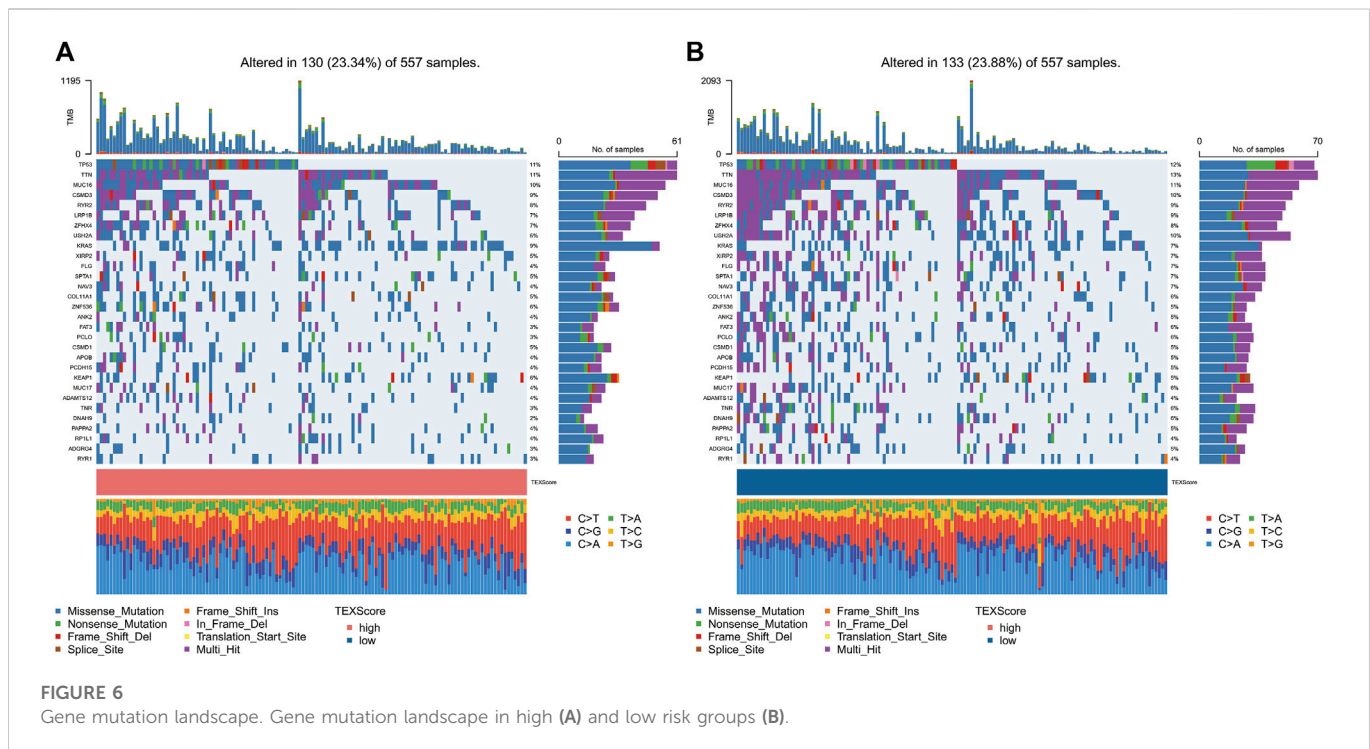 A
Altered in 130 (23.34%) of 557 samples.
1195
TMB
0
0
No. of samples
61
TP53 11%
TTN 11%
MUC16 10%
CSMD3 9%
RYR2 8%
LRP1B 7%
ZFHX4 7%
USH2A 6%
KRAS 9%
XIRP2 5%
FLG 4%
SPTA1 5%
NAV3 4%
COL11A1 5%
ZNF536 5%
ANK2 4%
FAT3 3%
PCLO 3%
CSMD1 5%
APOB 4%
PCDH15 4%
KEAP1 6%
MUC17 5%
ADAMTS12 4%
TNR 3%
DNAH9 2%
PAPPA2 4%
RP1L1 4%
ADGRG4 3%
RYR1 3%
TEXScore
C>T T>A
C>G T>C
C>A T>G
Missense_Mutation Frame_Shift_Ins TEXScore
Nonsense_Mutation In_Frame_Del high
Frame_Shift_Del Translation_Start_Site low
Splice_Site Multi_Hit
B
Altered in 133 (23.88%) of 557 samples.
2093
TMB
0
0
No. of samples
70
TP53 12%
TTN 13%
MUC16 11%
CSMD3 10%
RYR2 9%
LRP1B 9%
ZFHX4 8%
USH2A 10%
KRAS 7%
XIRP2 7%
FLG 7%
SPTA1 7%
NAV3 7%
COL11A1 6%
ZNF536 5%
ANK2 5%
FAT3 6%
PCLO 6%
CSMD1 5%
APOB 5%
PCDH15 5%
KEAP1 5%
MUC17 6%
ADAMTS12 4%
TNR 6%
DNAH9 6%
PAPPA2 5%
RP1L1 4%
ADGRG4 5%
RYR1 4%
TEXScore
C>T T>A
C>G T>C
C>A T>G
Missense_Mutation Frame_Shift_Ins TEXScore
Nonsense_Mutation In_Frame_Del high
Frame_Shift_Del Translation_Start_Site low
Splice_Site Multi_Hit
FIGURE 6
Gene mutation landscape. Gene mutation landscape in high (A) and low risk groups (B).